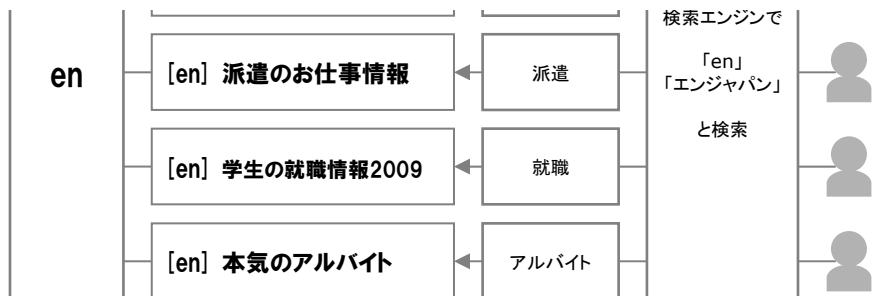 検索エンジンで
「en」
「エンジャパン」
と検索
en
[en] 派遣のお仕事情報
派遣
[en] 学生の就職情報2009
就職
[en] 本気のアルバイト
アルバイト